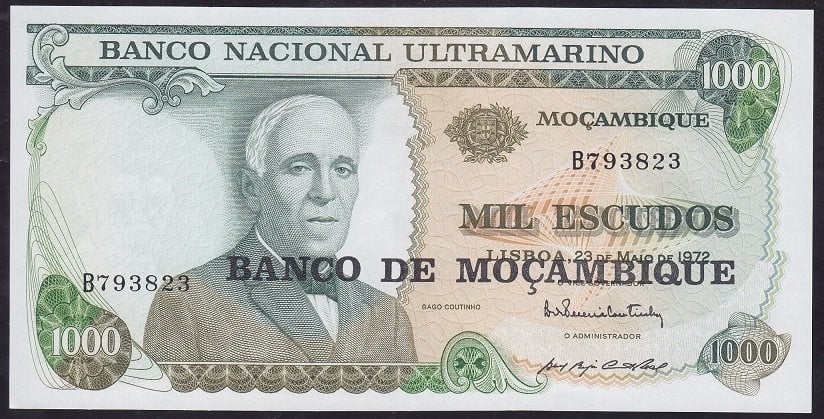 BANCO NACIONAL ULTRAMARINO
1000
MOÇAMBIQUE
B793823
MIL ESCUDOS
LISBOA, 23 DE MAIO DE 1972
BANCO DE MOÇAMBIQUE
B793823
O VICE GOVERNADOR
GAGO COUTINHO
O ADMINISTRADOR
1000
1000